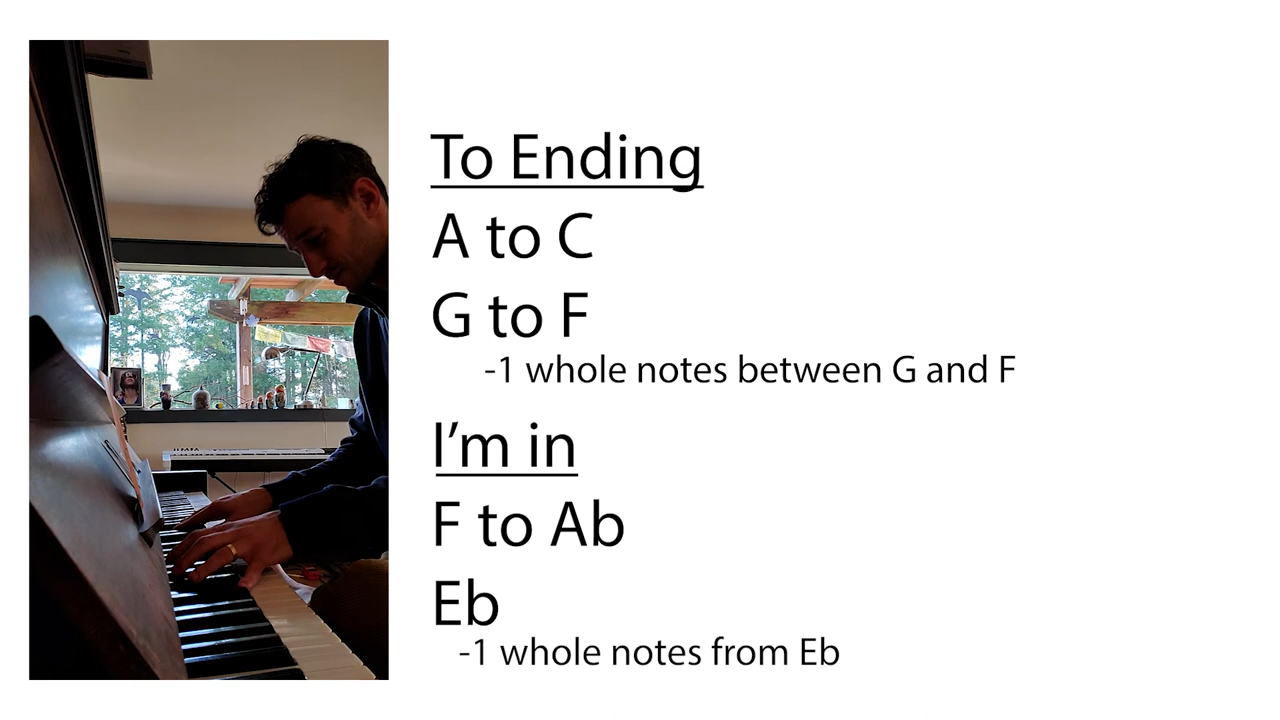 To Ending
A to C
G to F
-1 whole notes between G and F
I'm in
F to Ab
Eb
-1 whole notes from Eb